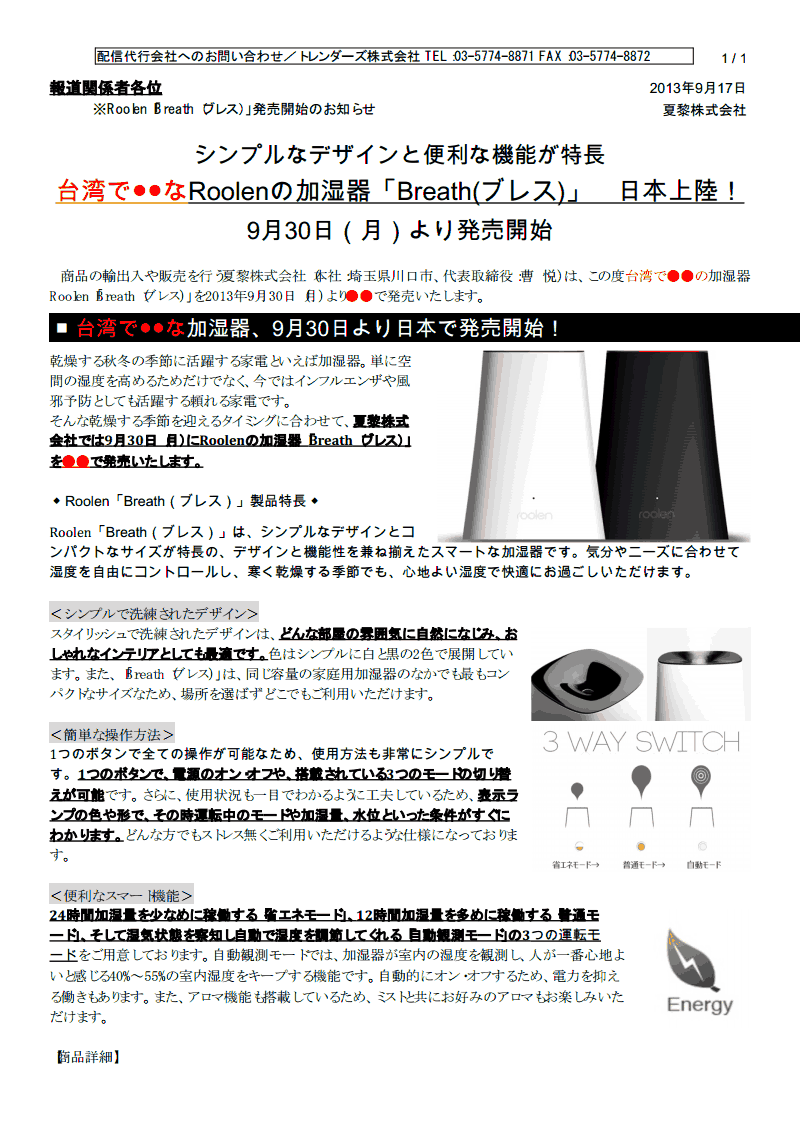 配信代行会社へのお問い合わせ／トレンダーズ株式会社 TEL：03-5774-8871 FAX：03-5774-8872
1 / 1
報道関係者各位
2013年9月17日
※Roolen「Breath（ブレス）」発売開始のお知らせ
夏黎株式会社
シンプルなデザインと便利な機能が特長
台湾で●●なRoolenの加湿器「Breath(ブレス)」 日本上陸！
9月30日（月）より発売開始
商品の輸出入や販売を行う夏黎株式会社（本社：埼玉県川口市、代表取締役：曹 悦）は、この度台湾で●●の加湿器
Roolen「Breath（ブレス）」を2013年9月30日（月）より●●で発売いたします。
■ 台湾で●●な加湿器、9月30日より日本で発売開始！
乾燥する秋冬の季節に活躍する家電といえば加湿器。単に空
間の湿度を高めるためだけでなく、今ではインフルエンザや風
邪予防としても活躍する頼れる家電です。
そんな乾燥する季節を迎えるタイミングに合わせて、夏黎株式
会社では9月30日（月）にRoolenの加湿器「Breath（ブレス）」
を●●で発売いたします。
roolen
roolen
◆ Roolen「Breath（ブレス）」製品特長 ◆
Roolen「Breath（ブレス）」は、シンプルなデザインとコ
ンパクトなサイズが特長の、デザインと機能性を兼ね揃えたスマートな加湿器です。気分やニーズに合わせて
湿度を自由にコントロールし、寒く乾燥する季節でも、心地よい湿度で快適にお過ごしいただけます。
＜シンプルで洗練されたデザイン＞
スタイリッシュで洗練されたデザインは、どんな部屋の雰囲気に自然になじみ、お
しゃれなインテリアとしても最適です。色はシンプルに白と黒の2色で展開してい
ます。また、「Breath（ブレス）」は、同じ容量の家庭用加湿器のなかでも最もコン
パクトなサイズなため、場所を選ばずどこでもご利用いただけます。
＜簡単な操作方法＞
1つのボタンで全ての操作が可能なため、使用方法も非常にシンプルで
す。1つのボタンで、電源のオン・オフや、搭載されている3つのモードの切り替
えが可能です。さらに、使用状況も一目でわかるように工夫しているため、表示ラ
ンプの色や形で、その時運転中のモードや加湿量、水位といった条件がすぐに
わかります。どんな方でもストレス無くご利用いただけるような仕様になっておりま
す。
3 WAY SWITCH
省エネモード→ 普通モード→ 自動モード
＜便利なスマート機能＞
24時間加湿量を少なめに稼働する「省エネモード」、12時間加湿量を多めに稼働する「普通モ
ード」、そして湿気状態を察知し自動で湿度を調節してくれる「自動観測モード」の3つの運転モ
ードをご用意しております。自動観測モードでは、加湿器が室内の湿度を観測し、人が一番心地よ
いと感じる40%～55%の室内湿度をキープする機能です。自動的にオン・オフするため、電力を抑え
る働きもあります。また、アロマ機能も搭載しているため、ミストと共にお好みのアロマもお楽しみいた
だけます。
Energy
【商品詳細】